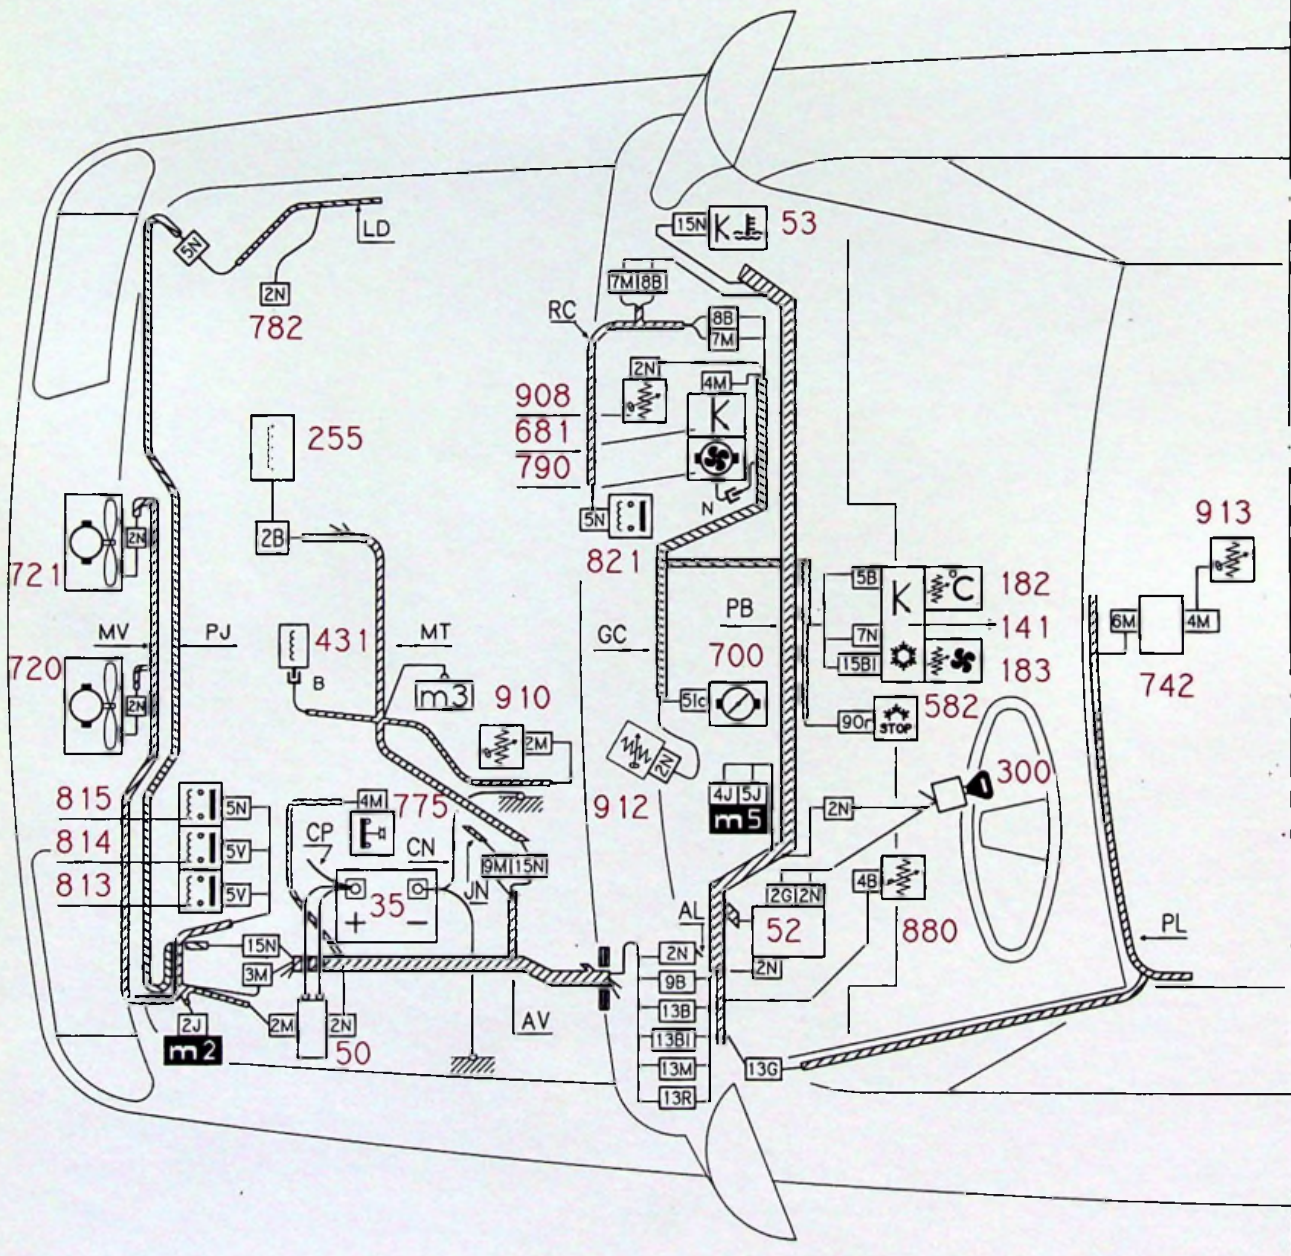 15N K 53
5N LD
7M 8B
2N
782
RC
8B
7M
2N
4M
908
K
681
255
790
N
5N
821
2B
913
2N
721
5B K °C 182
6M 4M
MV PJ
431
MT
GC
PB
7N
141
720
B
700
15Bl
183
742
m3
910
582
2N
51c
90r STOP
2M
2N
912
300
815
5N
4M 775
4J 5J
m5
2N
814
5V
CP CN
JN
9M 15N
813
5V
35
+ −
2G 2N
4B
880
AL
52
PL
15N
3M
2N
2N
9B
2J
m2
2M 2N
50
AV
13B
13Bl
13M
13G
13R